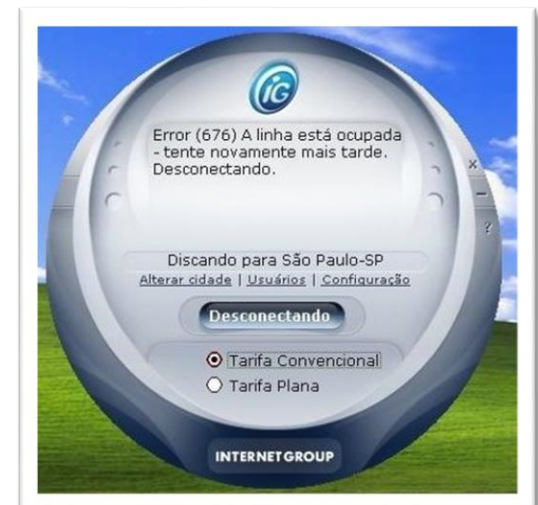 iG
Error (676) A linha está ocupada
- tente novamente mais tarde.
Desconectando.
x
–
?
Discando para São Paulo-SP
Alterar cidade | Usuários | Configuração
Desconectando
Tarifa Convencional
Tarifa Plana
INTERNETGROUP